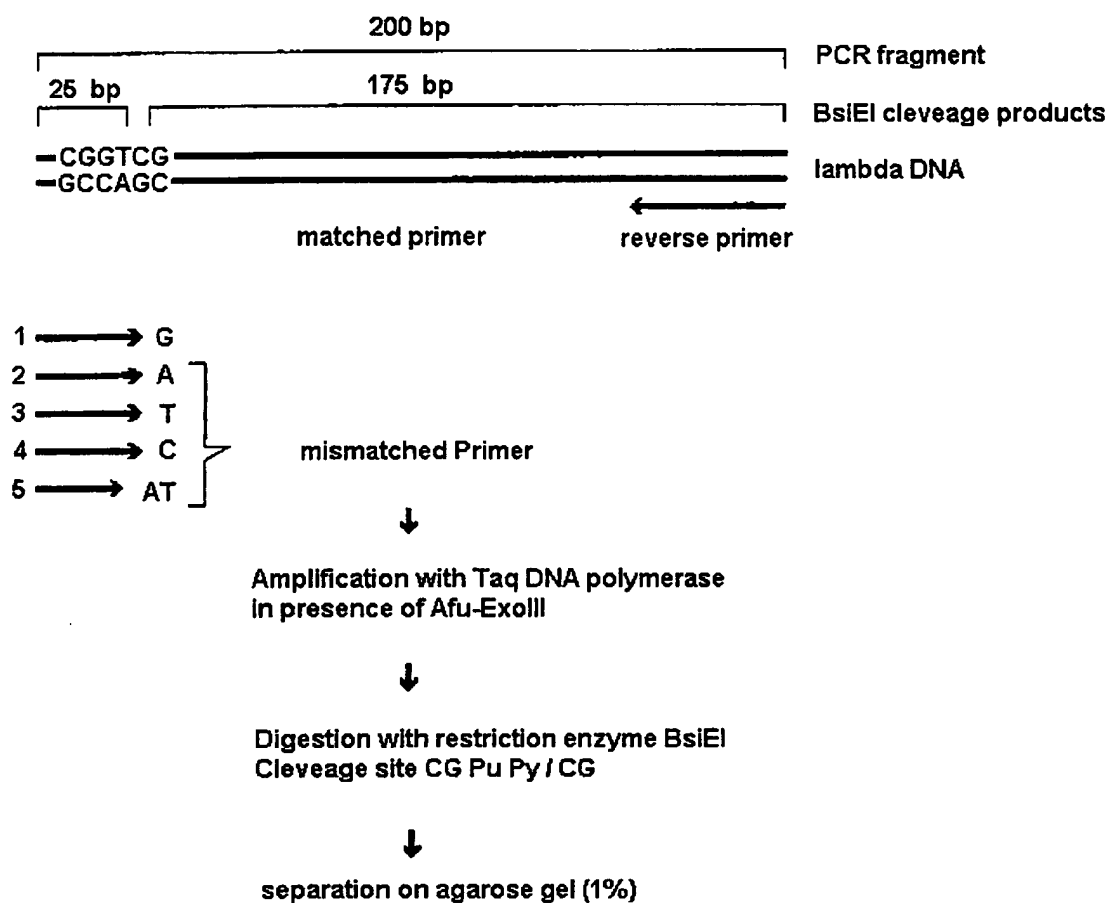 200 bp
PCR fragment
25 bp
175 bp
BsiEI cleveage products
CGGTCG
GCCAGC
lambda DNA
matched primer
reverse primer
1 G
2 A
3 T
4 C
5 AT
mismatched Primer
Amplification with Taq DNA polymerase
in presence of Afu-ExoIII
Digestion with restriction enzyme BsiEI
Cleveage site CG Pu Py / CG
separation on agarose gel (1%)